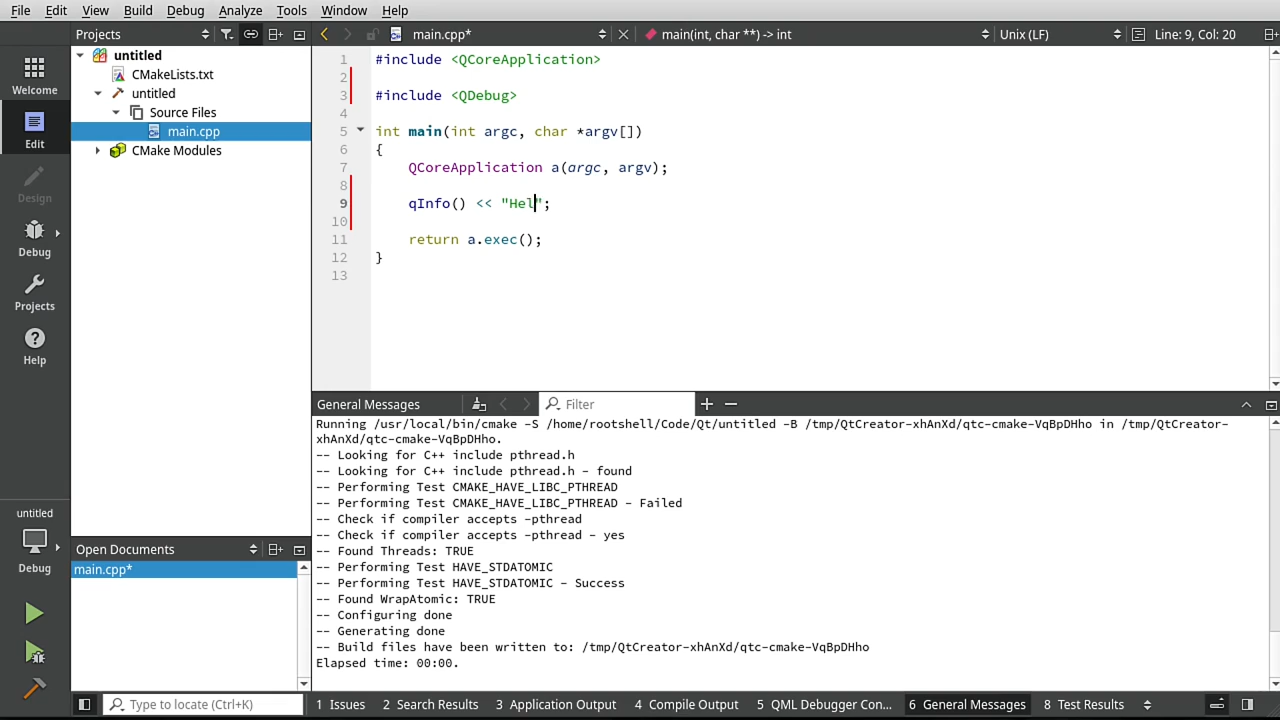 File Edit View Build Debug Analyze Tools Window Help
Projects
main.cpp*
main(int, char **) -> int
Unix (LF)
Line: 9, Col: 20
Welcome
Edit
Design
Debug
Projects
Help
untitled
Debug
untitled
CMakeLists.txt
untitled
Source Files
main.cpp
CMake Modules
Open Documents
main.cpp*
1 #include <QCoreApplication>
2
3 #include <QDebug>
4
5 int main(int argc, char *argv[])
6 {
7 QCoreApplication a(argc, argv);
8
9 qInfo() << "Hel";
10
11 return a.exec();
12 }
13
General Messages
Filter
Running /usr/local/bin/cmake -S /home/rootshell/Code/Qt/untitled -B /tmp/QtCreator-xhAnXd/qtc-cmake-VqBpDHho in /tmp/QtCreator-
xhAnXd/qtc-cmake-VqBpDHho.
-- Looking for C++ include pthread.h
-- Looking for C++ include pthread.h - found
-- Performing Test CMAKE_HAVE_LIBC_PTHREAD
-- Performing Test CMAKE_HAVE_LIBC_PTHREAD - Failed
-- Check if compiler accepts -pthread
-- Check if compiler accepts -pthread - yes
-- Found Threads: TRUE
-- Performing Test HAVE_STDATOMIC
-- Performing Test HAVE_STDATOMIC - Success
-- Found WrapAtomic: TRUE
-- Configuring done
-- Generating done
-- Build files have been written to: /tmp/QtCreator-xhAnXd/qtc-cmake-VqBpDHho
Elapsed time: 00:00.
Type to locate (Ctrl+K)
1 Issues
2 Search Results
3 Application Output
4 Compile Output
5 QML Debugger Con...
6 General Messages
8 Test Results